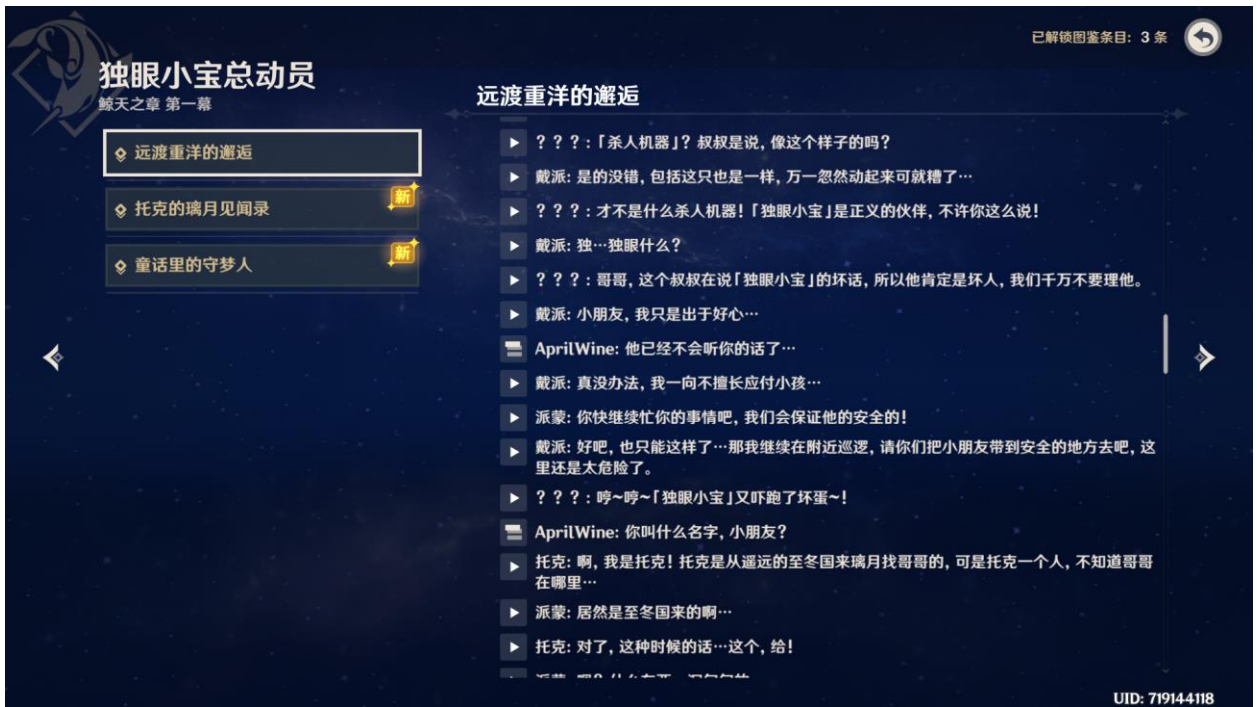 已解锁图鉴条目: 3 条
独眼小宝总动员
鲸天之章 第一幕
远渡重洋的邂逅
托克的璃月见闻录
新
童话里的守梦人
新
远渡重洋的邂逅
？？？:「杀人机器」? 叔叔是说, 像这个样子的吗?
戴派: 是的没错, 包括这只也是一样, 万一忽然动起来可就糟了…
？？？: 才不是什么杀人机器!「独眼小宝」是正义的伙伴, 不许你这么说!
戴派: 独…独眼什么?
？？？: 哥哥, 这个叔叔在说「独眼小宝」的坏话, 所以他肯定是坏人, 我们千万不要理他。
戴派: 小朋友, 我只是出于好心…
AprilWine: 他已经不会听你的话了…
戴派: 真没办法, 我一向不擅长应付小孩…
派蒙: 你快继续忙你的事情吧, 我们会保证他的安全的!
戴派: 好吧, 也只能这样了…那我继续在附近巡逻, 请你们把小朋友带到安全的地方去吧, 这
里还是太危险了。
？？？: 哼~哼~「独眼小宝」又吓跑了坏蛋~!
AprilWine: 你叫什么名字, 小朋友?
托克: 啊, 我是托克! 托克是从遥远的至冬国来璃月找哥哥的, 可是托克一个人, 不知道哥哥
在哪里…
派蒙: 居然是至冬国来的啊…
托克: 对了, 这种时候的话…这个, 给!
UID: 719144118